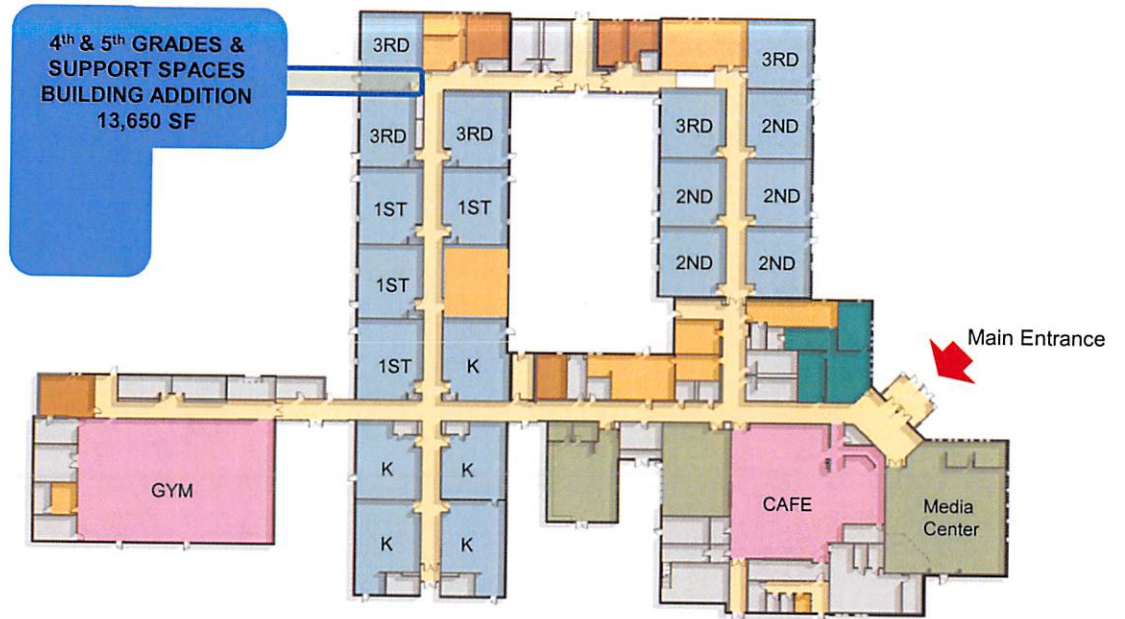 4th & 5th GRADES &
SUPPORT SPACES
BUILDING ADDITION
13,650 SF
3RD
3RD
3RD
3RD
3RD
2ND
1ST
1ST
2ND
2ND
1ST
2ND
2ND
1ST
K
Main Entrance
K
K
GYM
CAFE
Media
Center
K
K